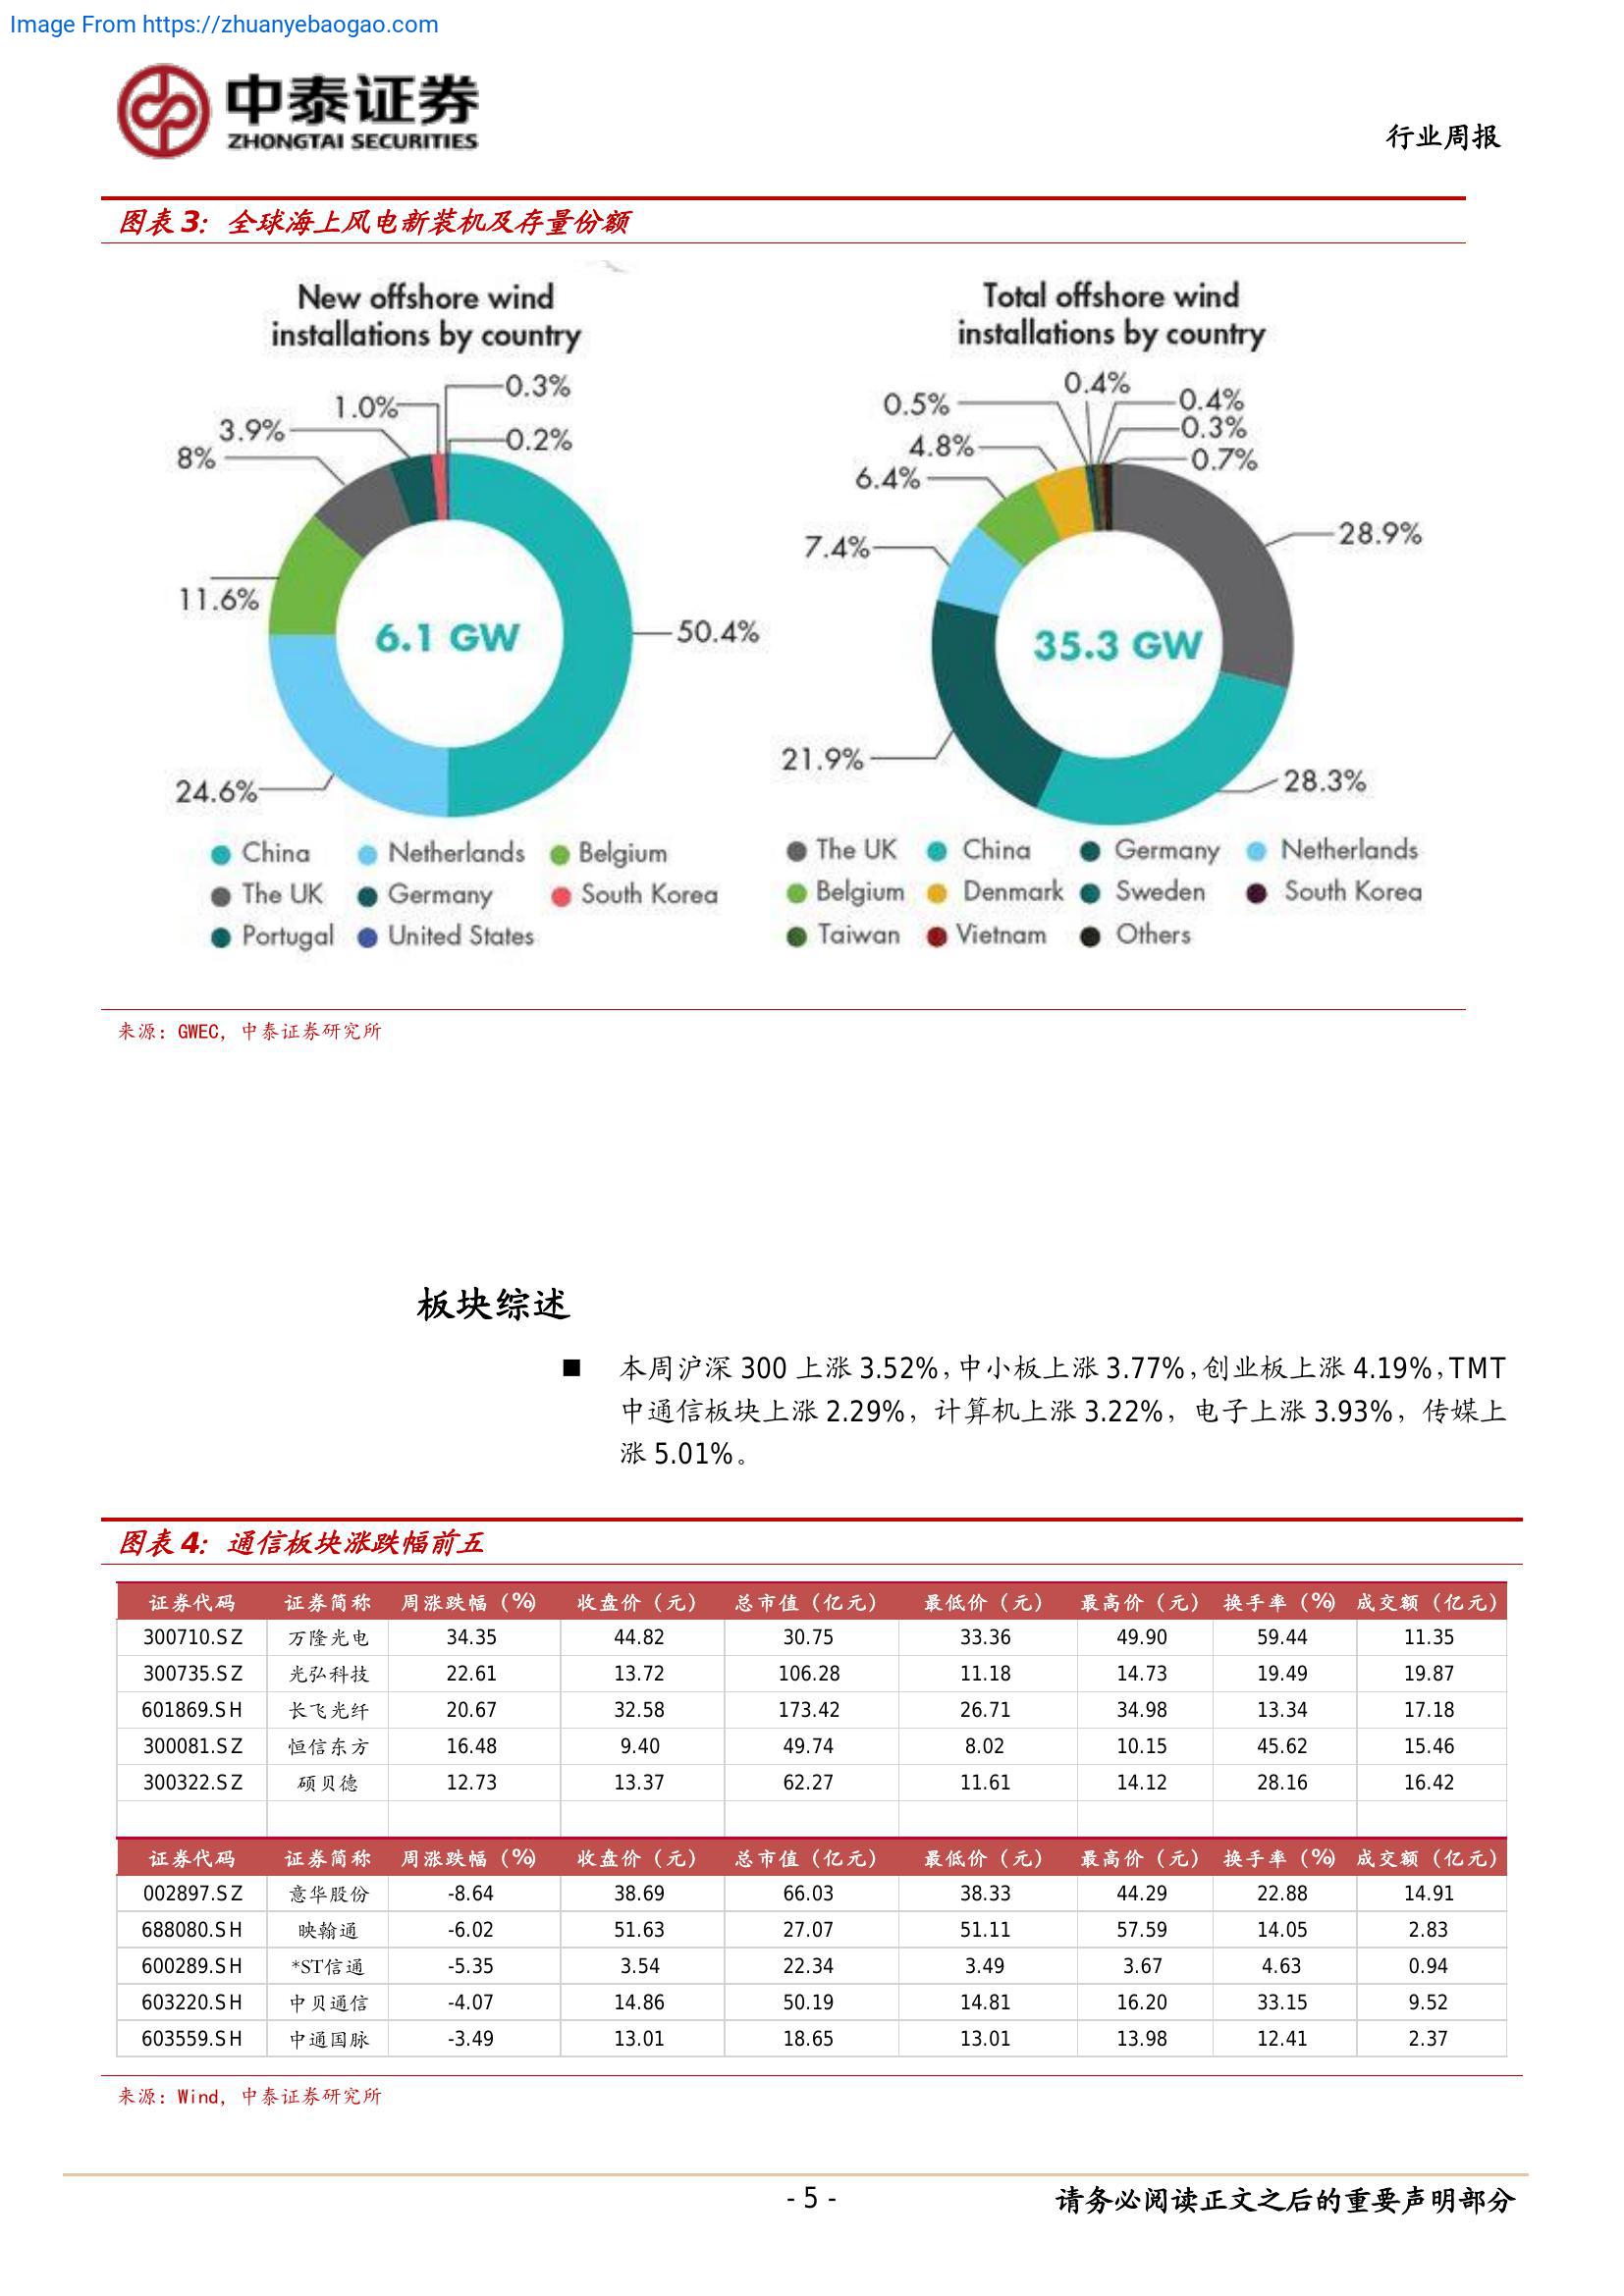 Image From https://zhuanyebaogao.com
中泰证券
ZHONGTAI SECURITIES
行业周报
图表 3：全球海上风电新装机及存量份额
New offshore wind
installations by country
0.3%
1.0%
3.9%
0.2%
8%
11.6%
6.1 GW
50.4%
24.6%
China Netherlands Belgium
The UK Germany South Korea
Portugal United States
Total offshore wind
installations by country
0.4%
0.5%
0.4%
0.3%
4.8%
0.7%
6.4%
28.9%
7.4%
35.3 GW
21.9%
28.3%
The UK China Germany Netherlands
Belgium Denmark Sweden South Korea
Taiwan Vietnam Others
来源：GWEC，中泰证券研究所
板块综述
■ 本周沪深 300 上涨 3.52%，中小板上涨 3.77%，创业板上涨 4.19%，TMT
中通信板块上涨 2.29%，计算机上涨 3.22%，电子上涨 3.93%，传媒上
涨 5.01%。
图表 4：通信板块涨跌幅前五
证券代码 证券简称 周涨跌幅（%） 收盘价（元） 总市值（亿元） 最低价（元） 最高价（元） 换手率（%） 成交额（亿元）
300710.SZ 万隆光电 34.35 44.82 30.75 33.36 49.90 59.44 11.35
300735.SZ 光弘科技 22.61 13.72 106.28 11.18 14.73 19.49 19.87
601869.SH 长飞光纤 20.67 32.58 173.42 26.71 34.98 13.34 17.18
300081.SZ 恒信东方 16.48 9.40 49.74 8.02 10.15 45.62 15.46
300322.SZ 硕贝德 12.73 13.37 62.27 11.61 14.12 28.16 16.42
证券代码 证券简称 周涨跌幅（%） 收盘价（元） 总市值（亿元） 最低价（元） 最高价（元） 换手率（%） 成交额（亿元）
002897.SZ 意华股份 -8.64 38.69 66.03 38.33 44.29 22.88 14.91
688080.SH 映翰通 -6.02 51.63 27.07 51.11 57.59 14.05 2.83
600289.SH *ST信通 -5.35 3.54 22.34 3.49 3.67 4.63 0.94
603220.SH 中贝通信 -4.07 14.86 50.19 14.81 16.20 33.15 9.52
603559.SH 中通国脉 -3.49 13.01 18.65 13.01 13.98 12.41 2.37
来源：Wind，中泰证券研究所
- 5 -
请务必阅读正文之后的重要声明部分